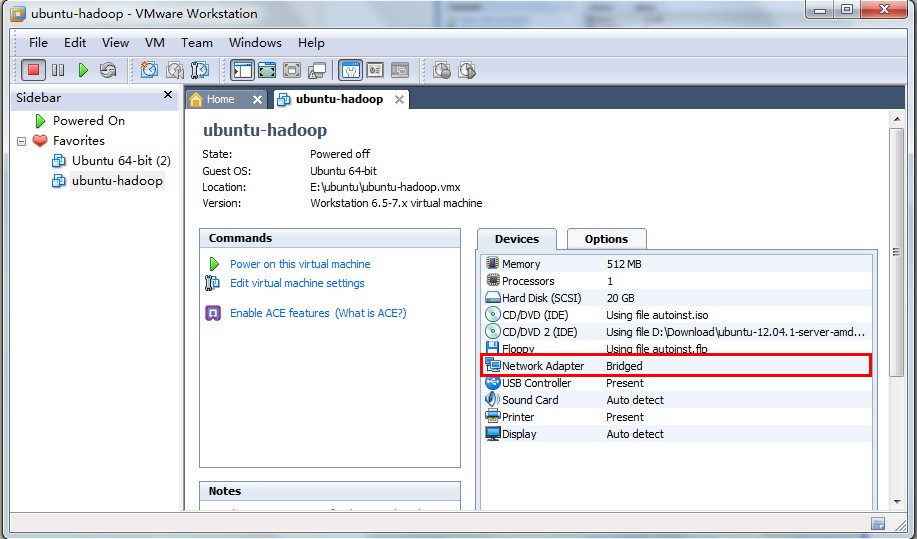 ubuntu-hadoop - VMware Workstation
File Edit View VM Team Windows Help
Sidebar
Powered On
Favorites
Ubuntu 64-bit (2)
ubuntu-hadoop
Home
ubuntu-hadoop
ubuntu-hadoop
State: Powered off
Guest OS: Ubuntu 64-bit
Location: E:\ubuntu\ubuntu-hadoop.vmx
Version: Workstation 6.5-7.x virtual machine
Commands
Power on this virtual machine
Edit virtual machine settings
Enable ACE features (What is ACE?)
Notes
Devices Options
Memory 512 MB
Processors 1
Hard Disk (SCSI) 20 GB
CD/DVD (IDE) Using file autoinst.iso
CD/DVD 2 (IDE) Using file D:\Download\ubuntu-12.04.1-server-amd...
Floppy Using file autoinst.flp
Network Adapter Bridged
USB Controller Present
Sound Card Auto detect
Printer Present
Display Auto detect